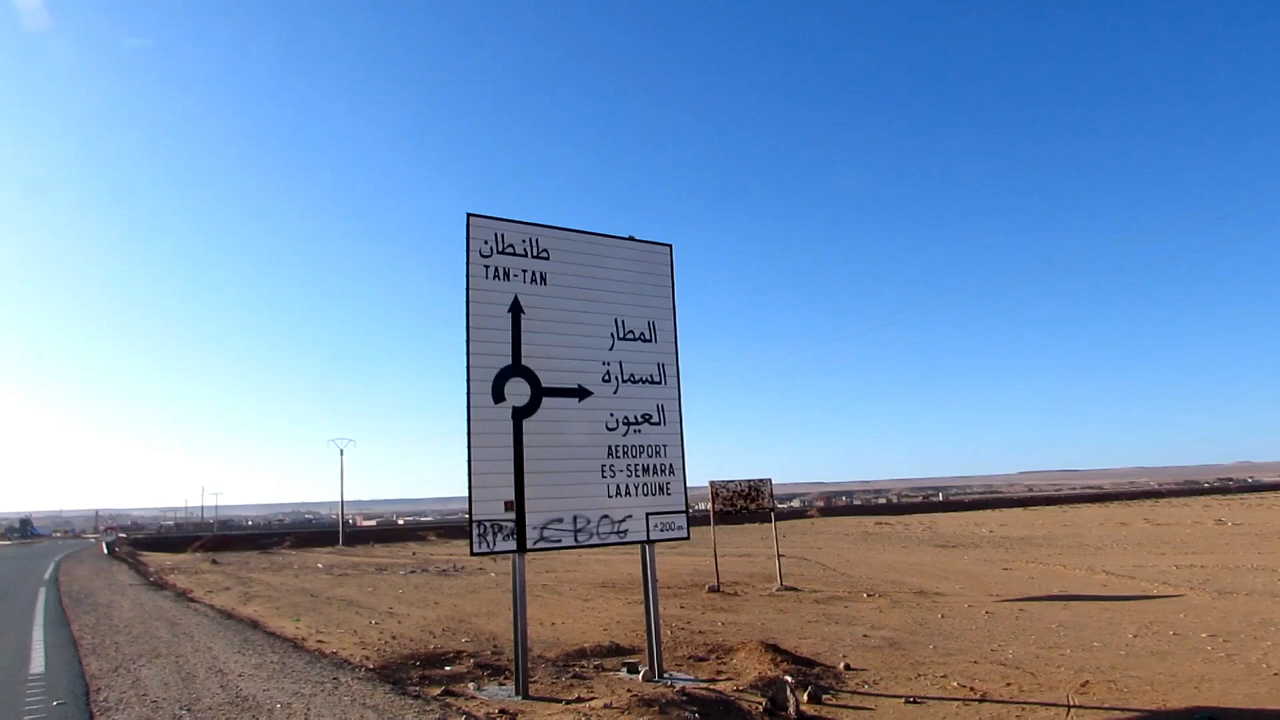 طانطان
TAN-TAN
المطار
السمارة
العيون
AEROPORT
ES-SEMARA
LAAYOUNE
200m